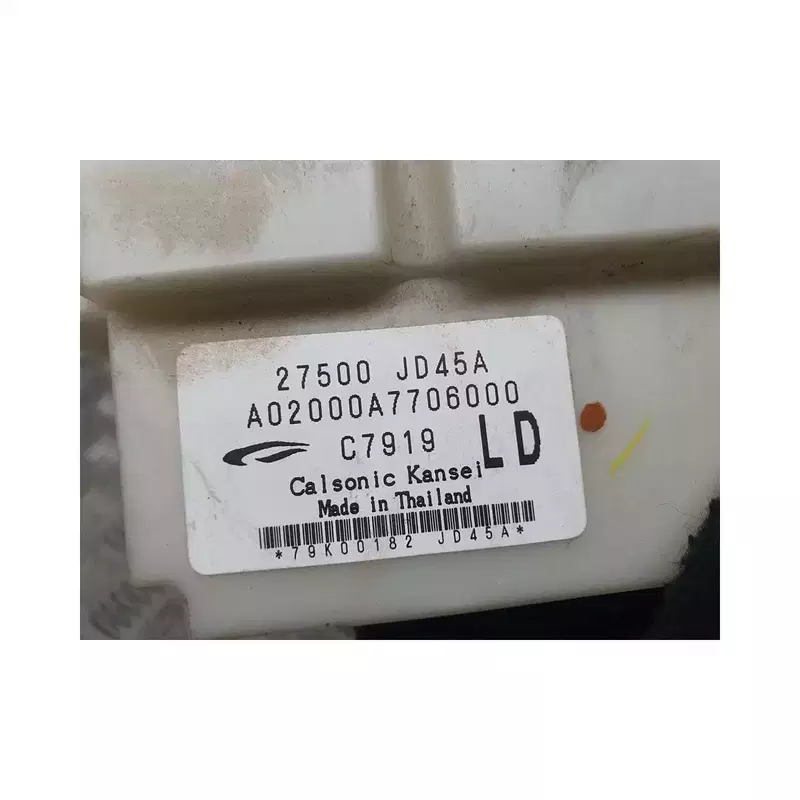 27500 JD45A
A02000A7706000
C7919 LD
Calsonic Kansei
Made in Thailand
*79K00182 JD45A*